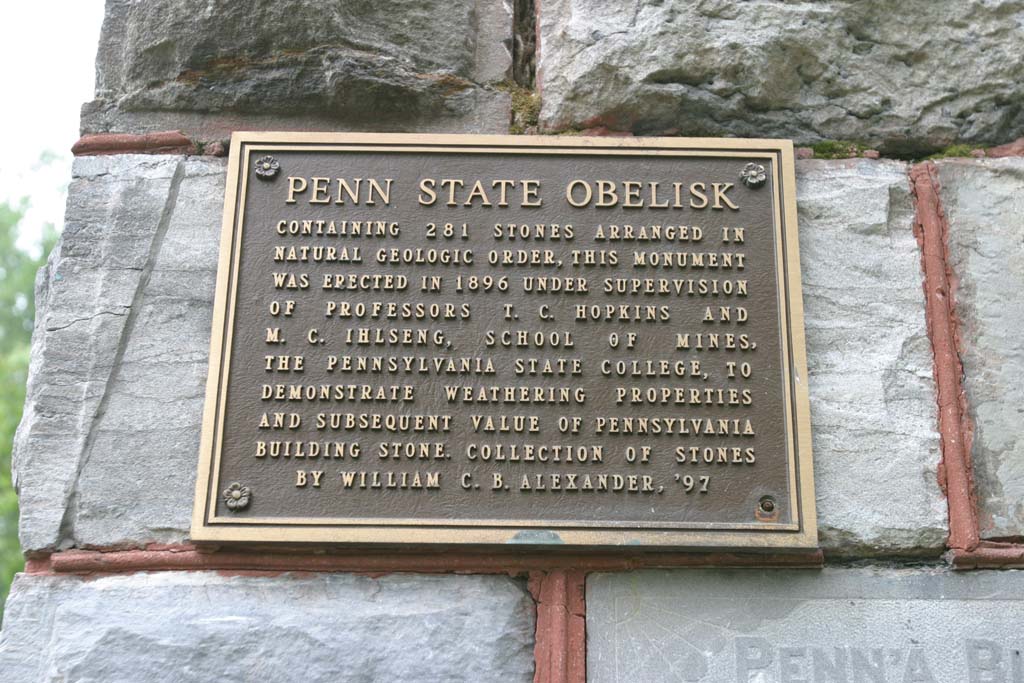 PENN STATE OBELISK
CONTAINING 281 STONES ARRANGED IN
NATURAL GEOLOGIC ORDER, THIS MONUMENT
WAS ERECTED IN 1896 UNDER SUPERVISION
OF PROFESSORS T. C. HOPKINS AND
M. C. IHLSENG, SCHOOL OF MINES,
THE PENNSYLVANIA STATE COLLEGE, TO
DEMONSTRATE WEATHERING PROPERTIES
AND SUBSEQUENT VALUE OF PENNSYLVANIA
BUILDING STONE. COLLECTION OF STONES
BY WILLIAM C. B. ALEXANDER, '97
PENN'A